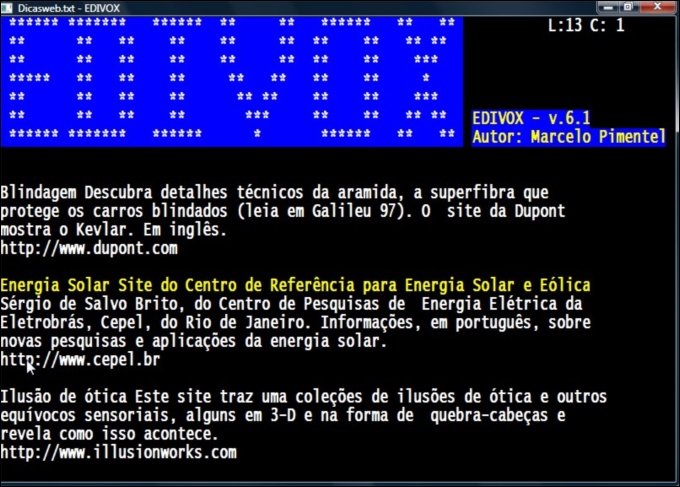 Dicasweb.txt - EDIVOX
L:13 C: 1
EDIVOX
EDIVOX - v.6.1
Autor: Marcelo Pimentel
Blindagem Descubra detalhes técnicos da aramida, a superfibra que
protege os carros blindados (leia em Galileu 97). O  site da Dupont
mostra o Kevlar. Em inglês.
http://www.dupont.com
Energia Solar Site do Centro de Referência para Energia Solar e Eólica
Sérgio de Salvo Brito, do Centro de Pesquisas de  Energia Elétrica da
Eletrobrás, Cepel, do Rio de Janeiro. Informações, em português, sobre
novas pesquisas e aplicações da energia solar.
http://www.cepel.br
Ilusão de ótica Este site traz uma coleções de ilusões de ótica e outros
equívocos sensoriais, alguns em 3-D e na forma de  quebra-cabeças e
revela como isso acontece.
http://www.illusionworks.com